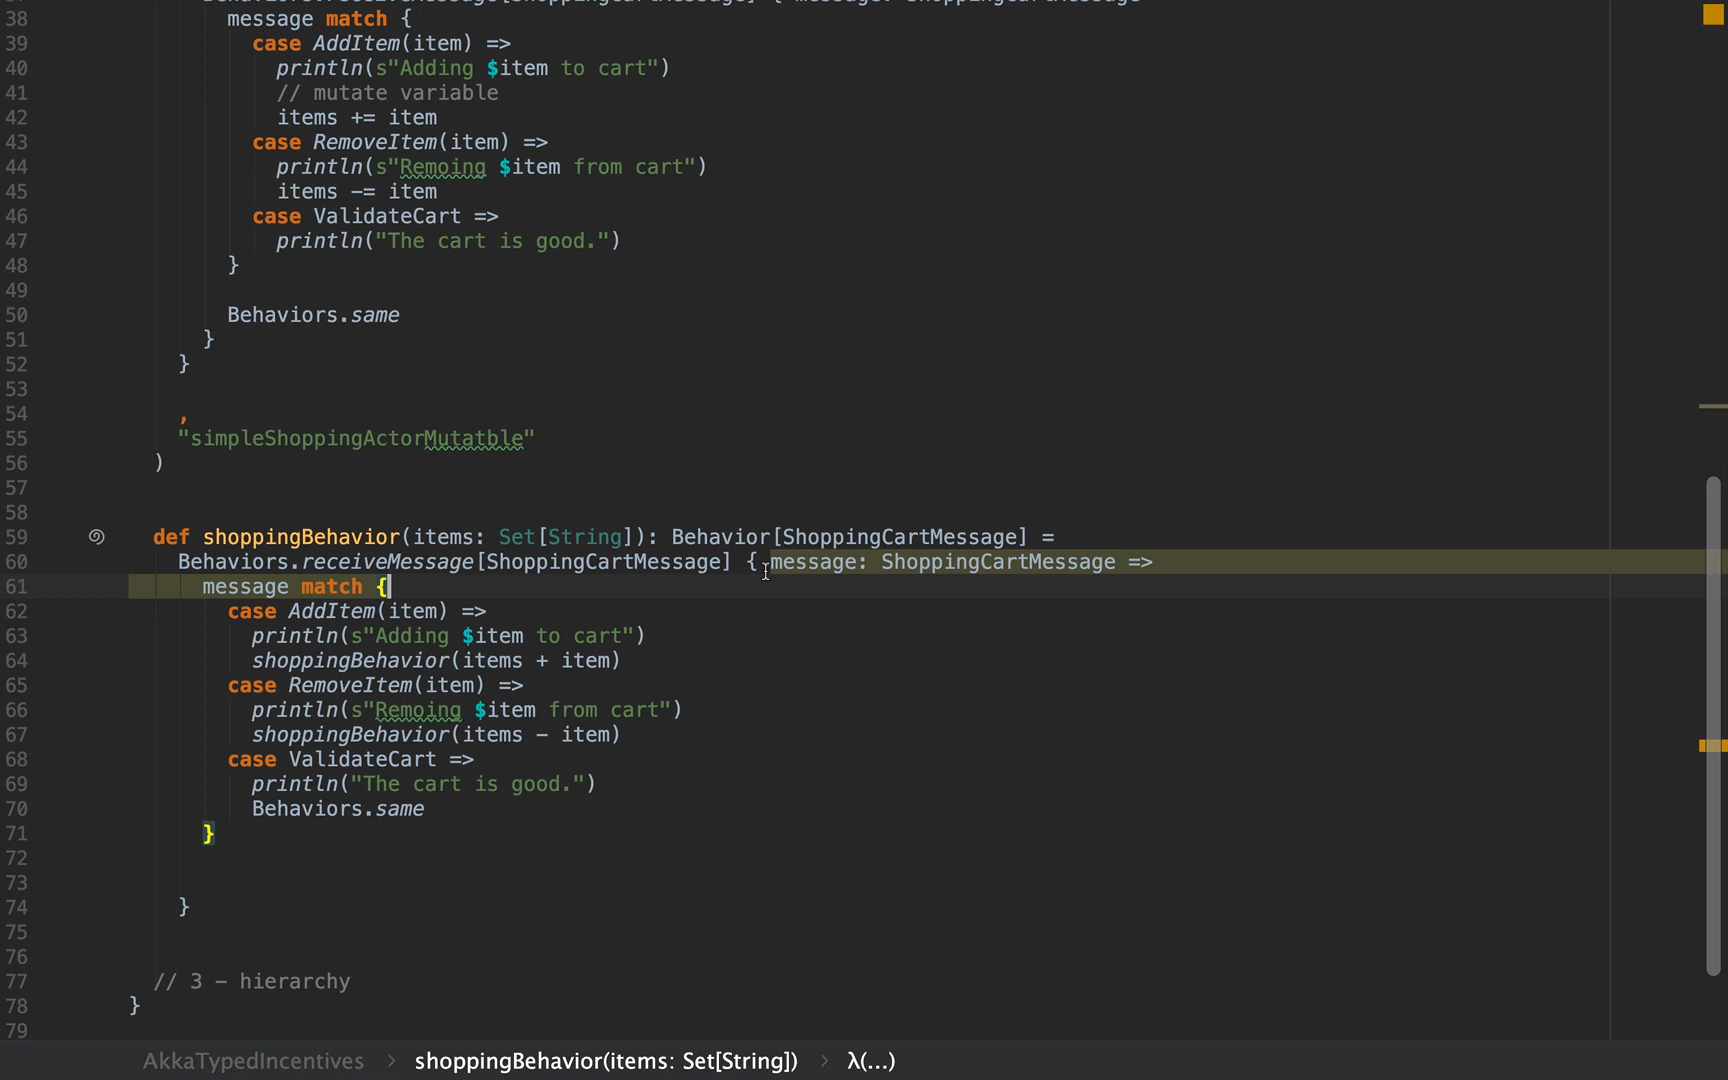 38 message match {
39 case AddItem(item) =>
40 println(s"Adding $item to cart")
41 // mutate variable
42 items += item
43 case RemoveItem(item) =>
44 println(s"Remoing $item from cart")
45 items -= item
46 case ValidateCart =>
47 println("The cart is good.")
48 }
49
50 Behaviors.same
51 }
52 }
53
54 ,
55 "simpleShoppingActorMutatble"
56 )
57
58
59 def shoppingBehavior(items: Set[String]): Behavior[ShoppingCartMessage] =
60 Behaviors.receiveMessage[ShoppingCartMessage] { message: ShoppingCartMessage =>
61 message match {
62 case AddItem(item) =>
63 println(s"Adding $item to cart")
64 shoppingBehavior(items + item)
65 case RemoveItem(item) =>
66 println(s"Remoing $item from cart")
67 shoppingBehavior(items - item)
68 case ValidateCart =>
69 println("The cart is good.")
70 Behaviors.same
71 }
72
73
74 }
75
76
77 // 3 - hierarchy
78 }
79
AkkaTypedIncentives > shoppingBehavior(items: Set[String]) > λ(...)